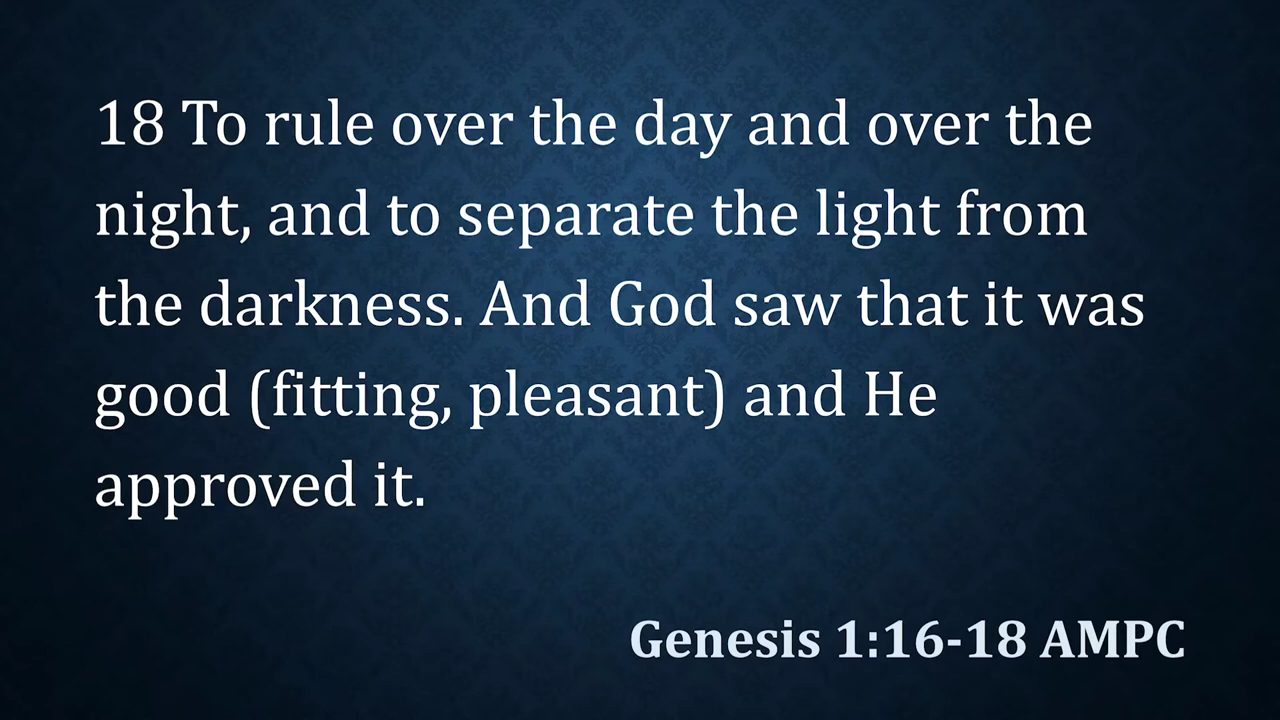 18 To rule over the day and over the
night, and to separate the light from
the darkness. And God saw that it was
good (fitting, pleasant) and He
approved it.
Genesis 1:16-18 AMPC